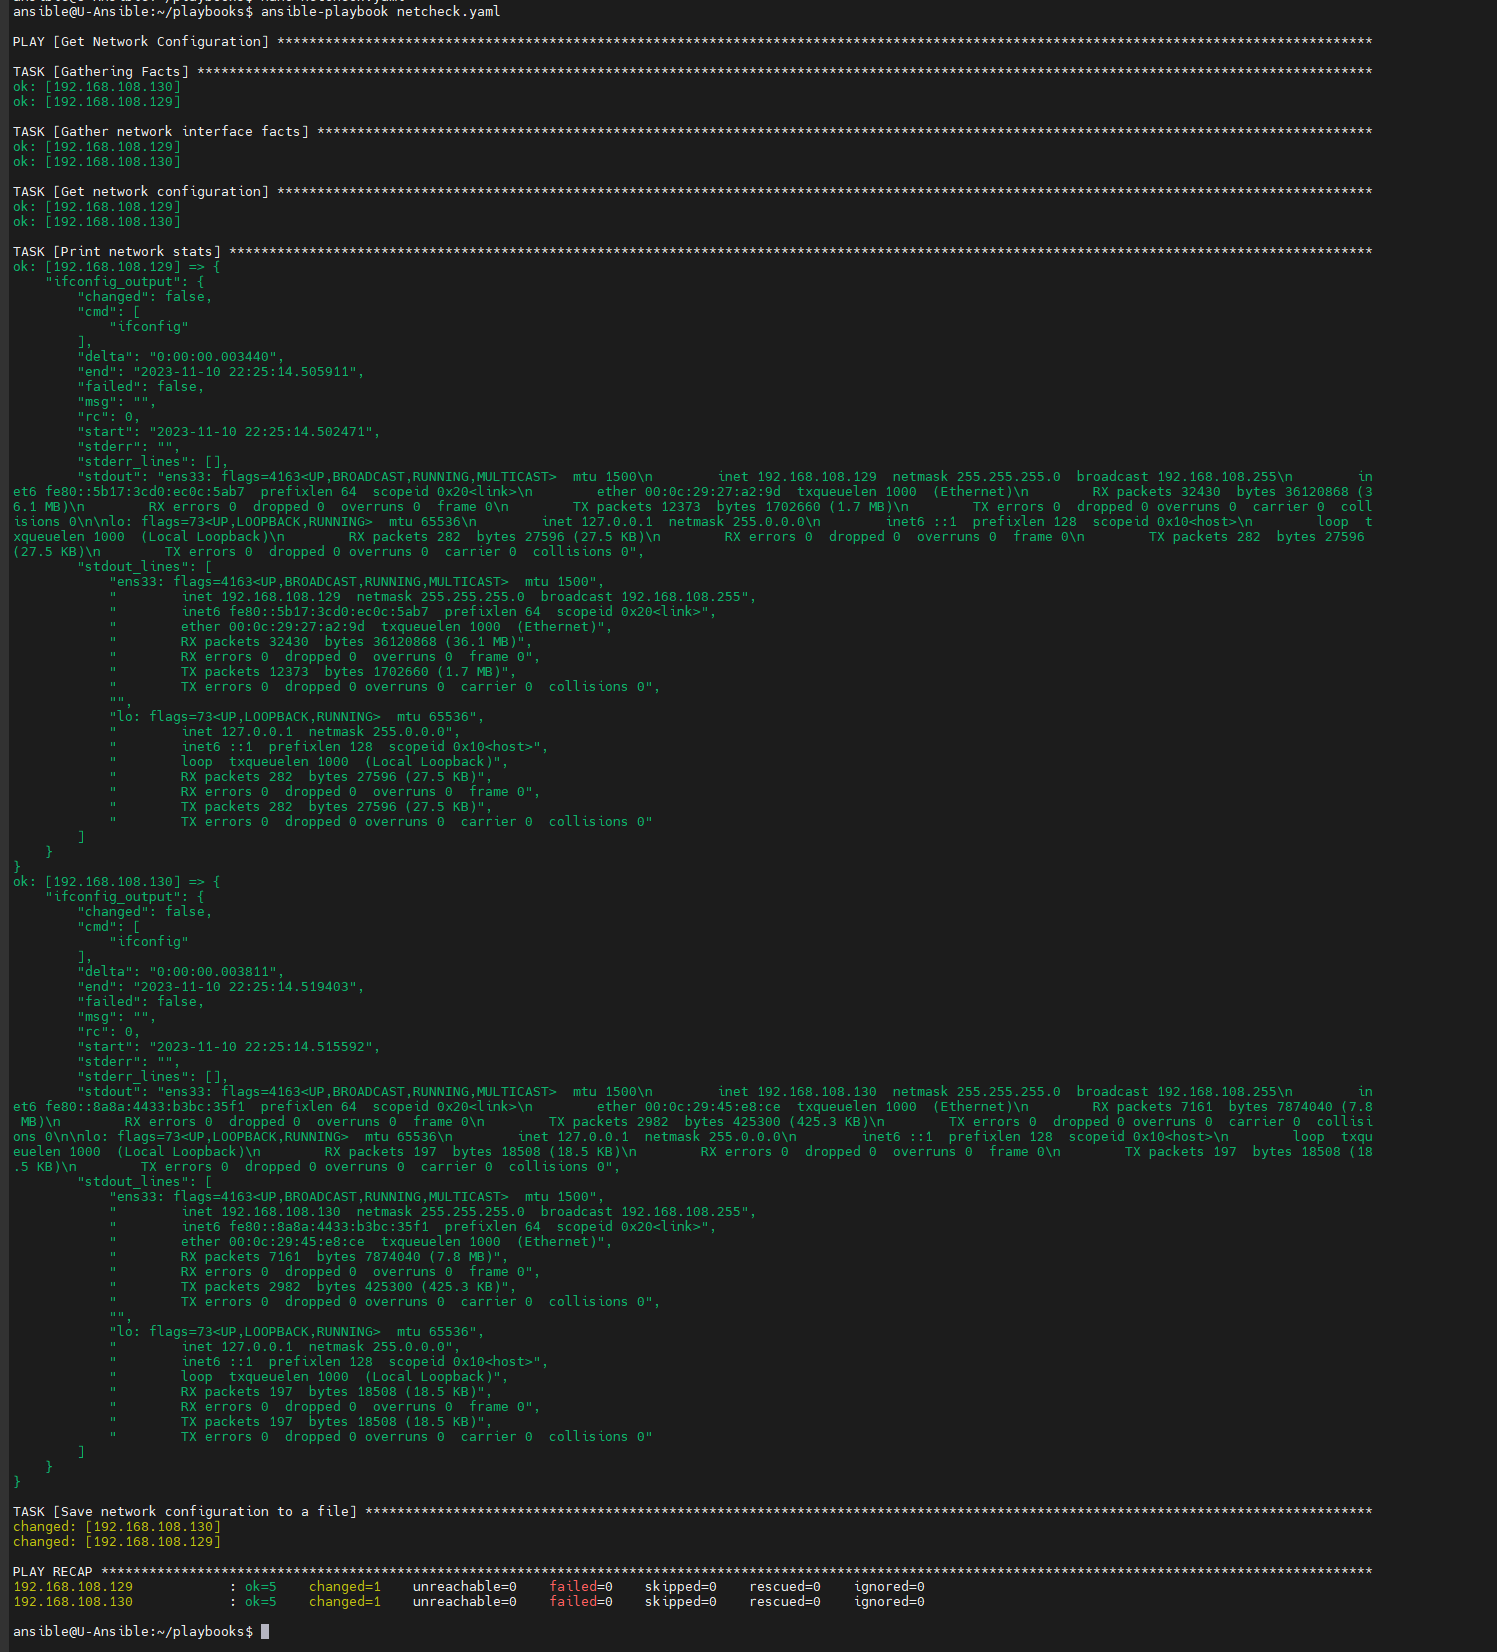 ansible@U-Ansible:~/playbooks$ ansible-playbook netcheck.yaml
PLAY [Get Network Configuration] *****************************************************************************************************************************************
TASK [Gathering Facts] ***************************************************************************************************************************************************
ok: [192.168.108.130]
ok: [192.168.108.129]
TASK [Gather network interface facts] ************************************************************************************************************************************
ok: [192.168.108.129]
ok: [192.168.108.130]
TASK [Get network configuration] *****************************************************************************************************************************************
ok: [192.168.108.129]
ok: [192.168.108.130]
TASK [Print network stats] ***********************************************************************************************************************************************
ok: [192.168.108.129] => {
    "ifconfig_output": {
        "changed": false,
        "cmd": [
            "ifconfig"
        ],
        "delta": "0:00:00.003440",
        "end": "2023-11-10 22:25:14.505911",
        "failed": false,
        "msg": "",
        "rc": 0,
        "start": "2023-11-10 22:25:14.502471",
        "stderr": "",
        "stderr_lines": [],
        "stdout": "ens33: flags=4163<UP,BROADCAST,RUNNING,MULTICAST>  mtu 1500\n        inet 192.168.108.129  netmask 255.255.255.0  broadcast 192.168.108.255\n        in
et6 fe80::5b17:3cd0:ec0c:5ab7  prefixlen 64  scopeid 0x20<link>\n        ether 00:0c:29:27:a2:9d  txqueuelen 1000  (Ethernet)\n        RX packets 32430  bytes 36120868 (3
6.1 MB)\n        RX errors 0  dropped 0  overruns 0  frame 0\n        TX packets 12373  bytes 1702660 (1.7 MB)\n        TX errors 0  dropped 0 overruns 0  carrier 0  coll
isions 0\n\nlo: flags=73<UP,LOOPBACK,RUNNING>  mtu 65536\n        inet 127.0.0.1  netmask 255.0.0.0\n        inet6 ::1  prefixlen 128  scopeid 0x10<host>\n        loop  t
xqueuelen 1000  (Local Loopback)\n        RX packets 282  bytes 27596 (27.5 KB)\n        RX errors 0  dropped 0  overruns 0  frame 0\n        TX packets 282  bytes 27596
(27.5 KB)\n        TX errors 0  dropped 0 overruns 0  carrier 0  collisions 0",
        "stdout_lines": [
            "ens33: flags=4163<UP,BROADCAST,RUNNING,MULTICAST>  mtu 1500",
            "        inet 192.168.108.129  netmask 255.255.255.0  broadcast 192.168.108.255",
            "        inet6 fe80::5b17:3cd0:ec0c:5ab7  prefixlen 64  scopeid 0x20<link>",
            "        ether 00:0c:29:27:a2:9d  txqueuelen 1000  (Ethernet)",
            "        RX packets 32430  bytes 36120868 (36.1 MB)",
            "        RX errors 0  dropped 0  overruns 0  frame 0",
            "        TX packets 12373  bytes 1702660 (1.7 MB)",
            "        TX errors 0  dropped 0 overruns 0  carrier 0  collisions 0",
            "",
            "lo: flags=73<UP,LOOPBACK,RUNNING>  mtu 65536",
            "        inet 127.0.0.1  netmask 255.0.0.0",
            "        inet6 ::1  prefixlen 128  scopeid 0x10<host>",
            "        loop  txqueuelen 1000  (Local Loopback)",
            "        RX packets 282  bytes 27596 (27.5 KB)",
            "        RX errors 0  dropped 0  overruns 0  frame 0",
            "        TX packets 282  bytes 27596 (27.5 KB)",
            "        TX errors 0  dropped 0 overruns 0  carrier 0  collisions 0"
        ]
    }
}
ok: [192.168.108.130] => {
    "ifconfig_output": {
        "changed": false,
        "cmd": [
            "ifconfig"
        ],
        "delta": "0:00:00.003811",
        "end": "2023-11-10 22:25:14.519403",
        "failed": false,
        "msg": "",
        "rc": 0,
        "start": "2023-11-10 22:25:14.515592",
        "stderr": "",
        "stderr_lines": [],
        "stdout": "ens33: flags=4163<UP,BROADCAST,RUNNING,MULTICAST>  mtu 1500\n        inet 192.168.108.130  netmask 255.255.255.0  broadcast 192.168.108.255\n        in
et6 fe80::8a8a:4433:b3bc:35f1  prefixlen 64  scopeid 0x20<link>\n        ether 00:0c:29:45:e8:ce  txqueuelen 1000  (Ethernet)\n        RX packets 7161  bytes 7874040 (7.8
 MB)\n        RX errors 0  dropped 0  overruns 0  frame 0\n        TX packets 2982  bytes 425300 (425.3 KB)\n        TX errors 0  dropped 0 overruns 0  carrier 0  collisi
ons 0\n\nlo: flags=73<UP,LOOPBACK,RUNNING>  mtu 65536\n        inet 127.0.0.1  netmask 255.0.0.0\n        inet6 ::1  prefixlen 128  scopeid 0x10<host>\n        loop  txqu
euelen 1000  (Local Loopback)\n        RX packets 197  bytes 18508 (18.5 KB)\n        RX errors 0  dropped 0  overruns 0  frame 0\n        TX packets 197  bytes 18508 (18
.5 KB)\n        TX errors 0  dropped 0 overruns 0  carrier 0  collisions 0",
        "stdout_lines": [
            "ens33: flags=4163<UP,BROADCAST,RUNNING,MULTICAST>  mtu 1500",
            "        inet 192.168.108.130  netmask 255.255.255.0  broadcast 192.168.108.255",
            "        inet6 fe80::8a8a:4433:b3bc:35f1  prefixlen 64  scopeid 0x20<link>",
            "        ether 00:0c:29:45:e8:ce  txqueuelen 1000  (Ethernet)",
            "        RX packets 7161  bytes 7874040 (7.8 MB)",
            "        RX errors 0  dropped 0  overruns 0  frame 0",
            "        TX packets 2982  bytes 425300 (425.3 KB)",
            "        TX errors 0  dropped 0 overruns 0  carrier 0  collisions 0",
            "",
            "lo: flags=73<UP,LOOPBACK,RUNNING>  mtu 65536",
            "        inet 127.0.0.1  netmask 255.0.0.0",
            "        inet6 ::1  prefixlen 128  scopeid 0x10<host>",
            "        loop  txqueuelen 1000  (Local Loopback)",
            "        RX packets 197  bytes 18508 (18.5 KB)",
            "        RX errors 0  dropped 0  overruns 0  frame 0",
            "        TX packets 197  bytes 18508 (18.5 KB)",
            "        TX errors 0  dropped 0 overruns 0  carrier 0  collisions 0"
        ]
    }
}
TASK [Save network configuration to a file] ******************************************************************************************************************************
changed: [192.168.108.130]
changed: [192.168.108.129]
PLAY RECAP ***************************************************************************************************************************************************************
192.168.108.129            : ok=5    changed=1    unreachable=0    failed=0    skipped=0    rescued=0    ignored=0
192.168.108.130            : ok=5    changed=1    unreachable=0    failed=0    skipped=0    rescued=0    ignored=0
ansible@U-Ansible:~/playbooks$